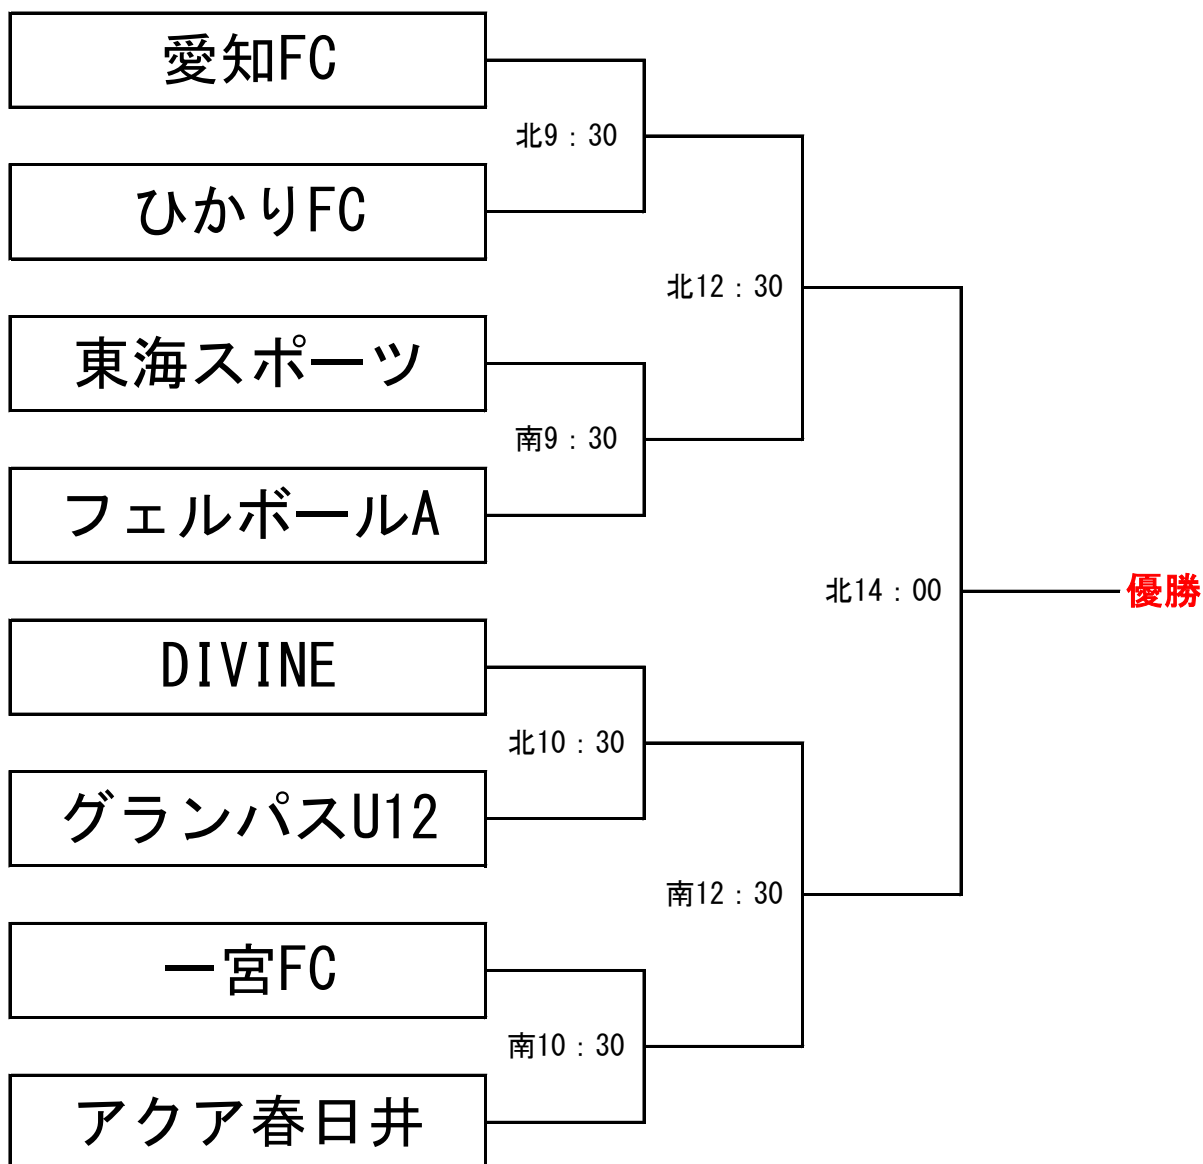 愛知FC
北9：30
ひかりFC
北12：30
東海スポーツ
南9：30
フェルボールA
北14：00
優勝
DIVINE
北10：30
グランパスU12
南12：30
一宮FC
南10：30
アクア春日井